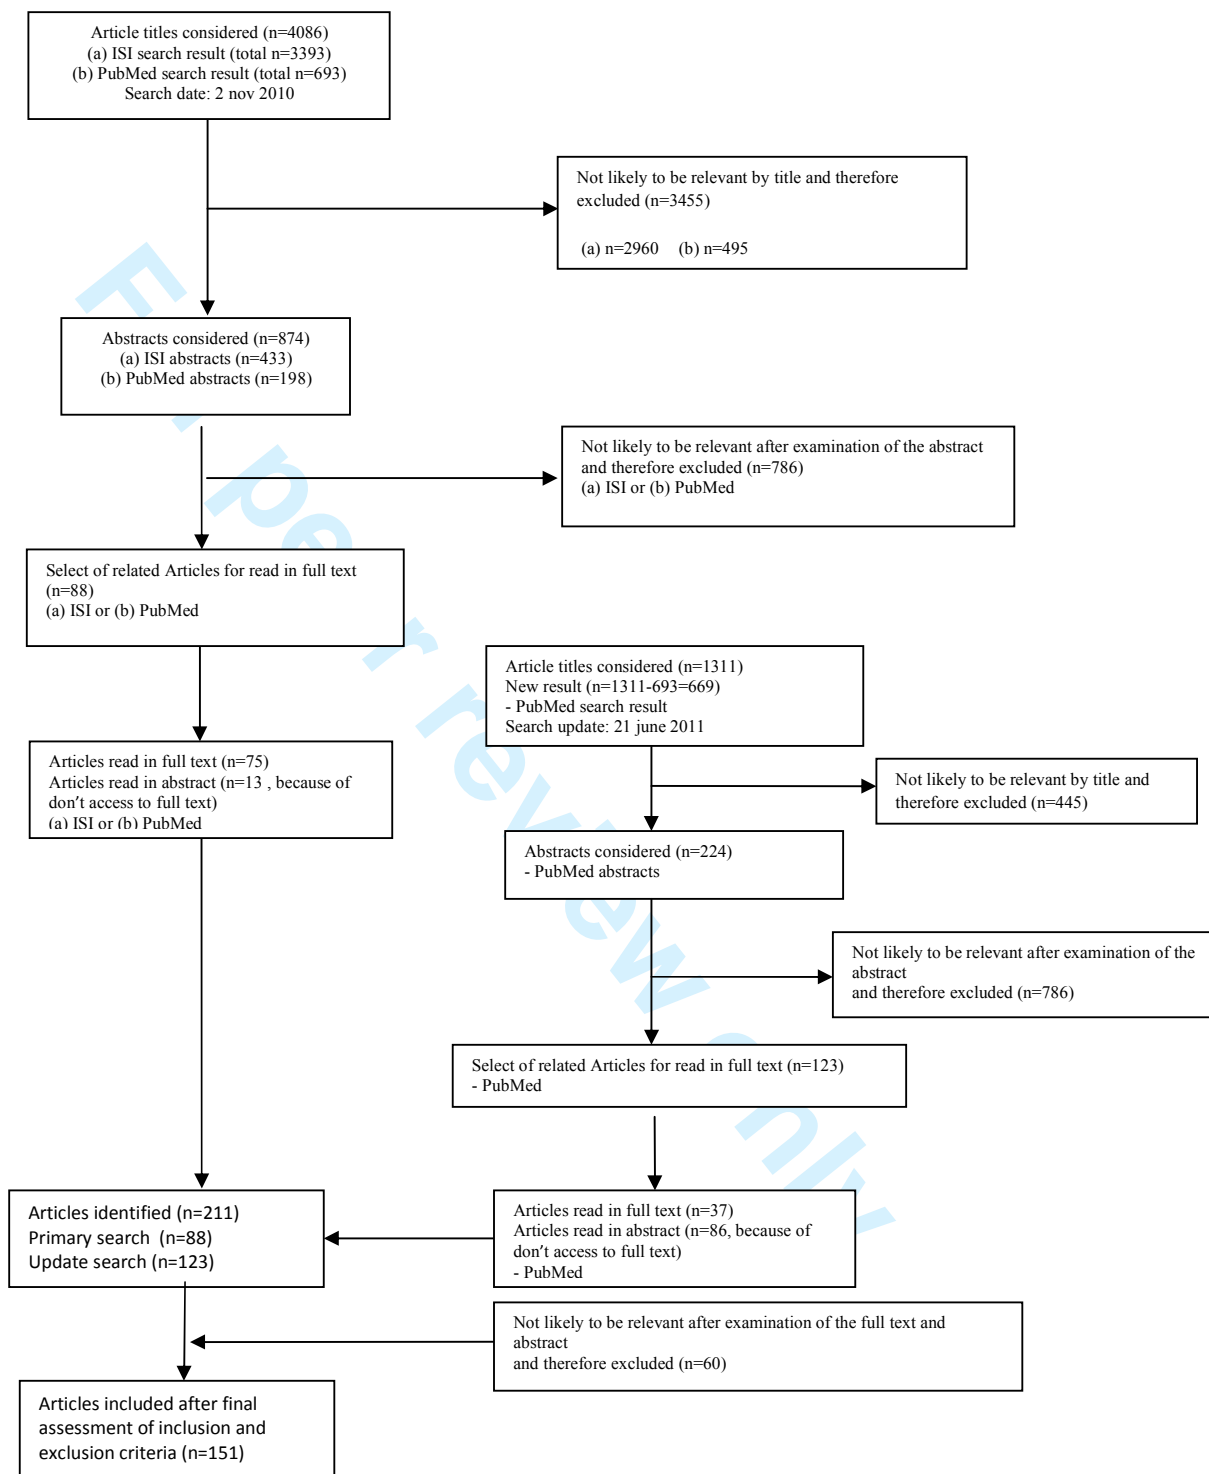 Article titles considered (n=4086)
(a) ISI search result (total n=3393)
(b) PubMed search result (total n=693)
Search date: 2 nov 2010
Not likely to be relevant by title and therefore
excluded (n=3455)
(a) n=2960 (b) n=495
Abstracts considered (n=874)
(a) ISI abstracts (n=433)
(b) PubMed abstracts (n=198)
Not likely to be relevant after examination of the abstract
and therefore excluded (n=786)
(a) ISI or (b) PubMed
Select of related Articles for read in full text
(n=88)
(a) ISI or (b) PubMed
Article titles considered (n=1311)
New result (n=1311-693=669)
- PubMed search result
Search update: 21 june 2011
Articles read in full text (n=75)
Articles read in abstract (n=13 , because of
don't access to full text)
(a) ISI or (b) PubMed
Not likely to be relevant by title and
therefore excluded (n=445)
Abstracts considered (n=224)
- PubMed abstracts
Not likely to be relevant after examination of the
abstract
and therefore excluded (n=786)
Select of related Articles for read in full text (n=123)
- PubMed
Articles read in full text (n=37)
Articles read in abstract (n=86, because of
don't access to full text)
- PubMed
Articles identified (n=211)
Primary search (n=88)
Update search (n=123)
Not likely to be relevant after examination of the full text and
abstract
and therefore excluded (n=60)
Articles included after final
assessment of inclusion and
exclusion criteria (n=151)
For peer review only